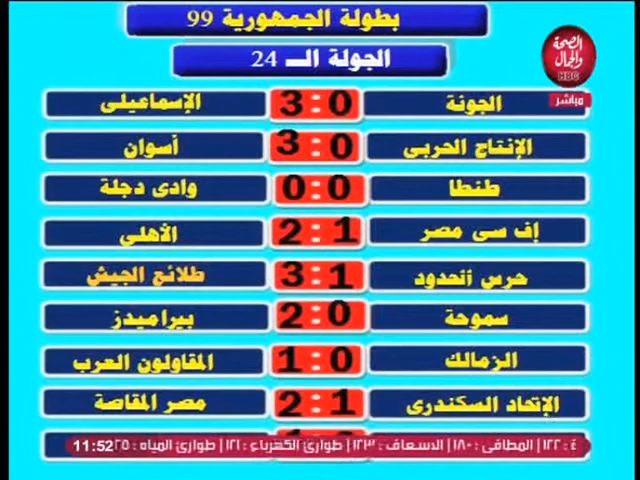 بطولة الجمهورية 99
الجولة الـ 24
الصحة والجمال
HBC
مباشر
الجونة 0 : 3 الإسماعيلى
الإنتاج الحربى 0 : 3 أسوان
طنطا 0 : 0 وادى دجلة
إف سى مصر 1 : 2 الأهلى
حرس الحدود 1 : 3 طلائع الجيش
سموحة 0 : 2 بيراميدز
الزمالك 0 : 1 المقاولون العرب
الإتحاد السكندرى 1 : 2 مصر المقاصة
١٢٢:٤ | المطافى : ١٨٠ | الاسعاف : ١٢٣ | طوارئ الكهرباء : ١٢١ | طوارئ المياه : ٢٥ 11:52